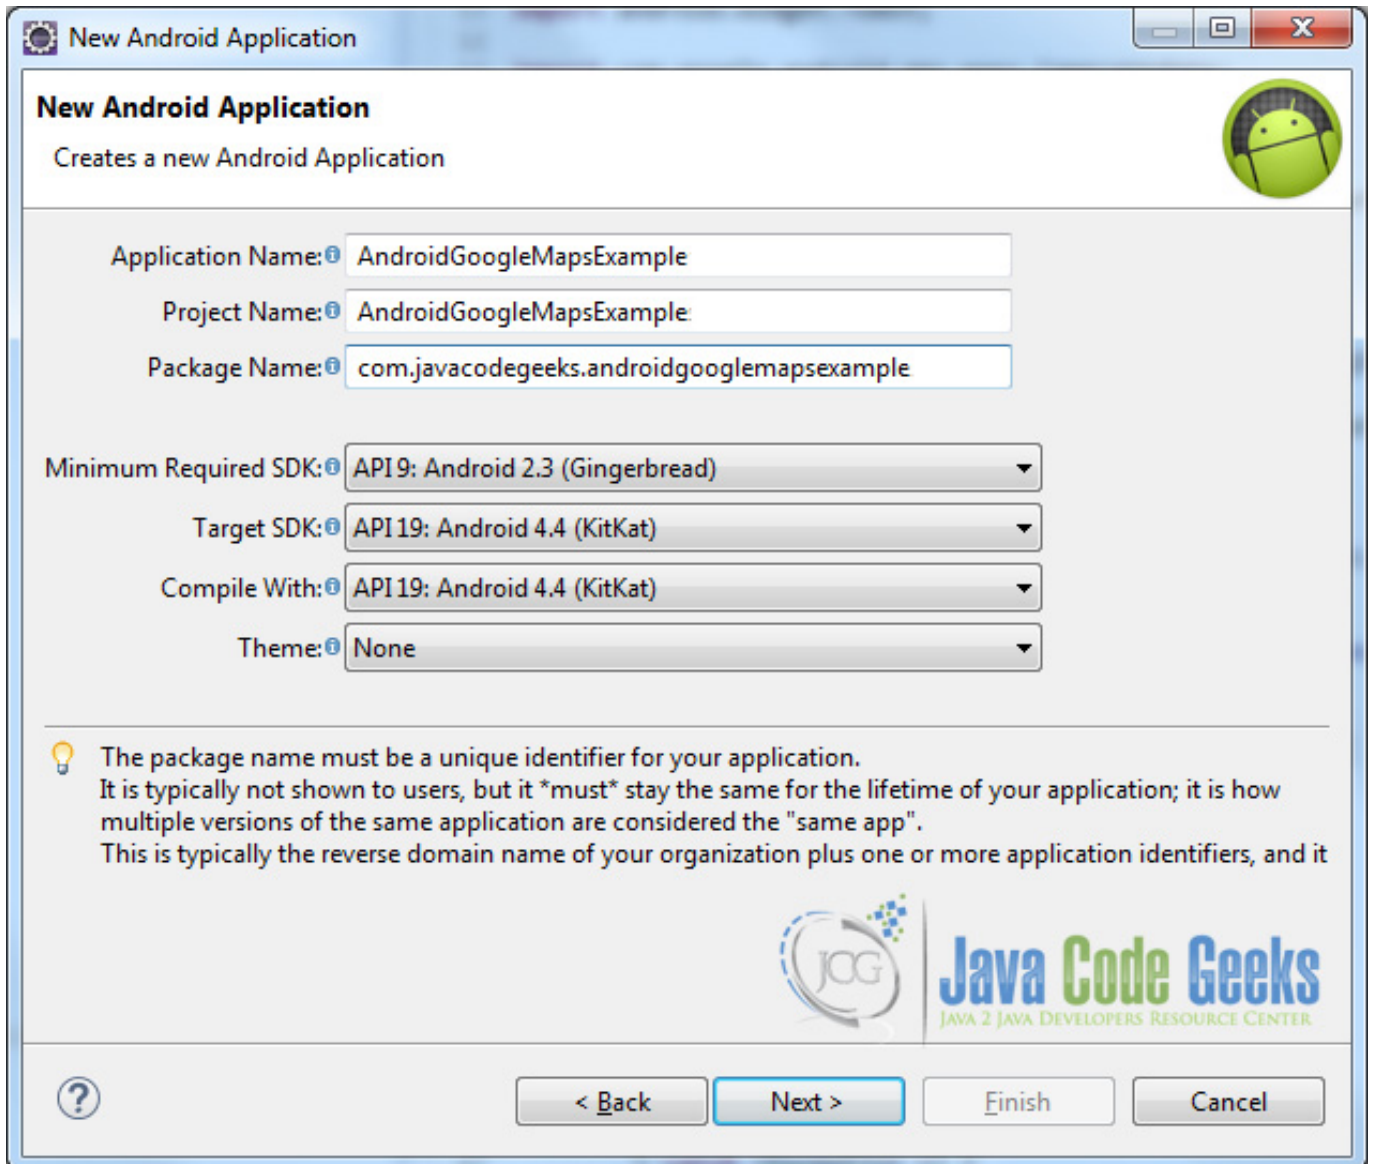 New Android Application
New Android Application
Creates a new Android Application
Application Name: AndroidGoogleMapsExample
Project Name: AndroidGoogleMapsExample
Package Name: com.javacodegeeks.androidgooglemapsexample
Minimum Required SDK: API 9: Android 2.3 (Gingerbread)
Target SDK: API 19: Android 4.4 (KitKat)
Compile With: API 19: Android 4.4 (KitKat)
Theme: None
The package name must be a unique identifier for your application.
It is typically not shown to users, but it *must* stay the same for the lifetime of your application; it is how
multiple versions of the same application are considered the "same app".
This is typically the reverse domain name of your organization plus one or more application identifiers, and it
JCG
Java Code Geeks
JAVA 2 JAVA DEVELOPERS RESOURCE CENTER
? < Back Next > Finish Cancel